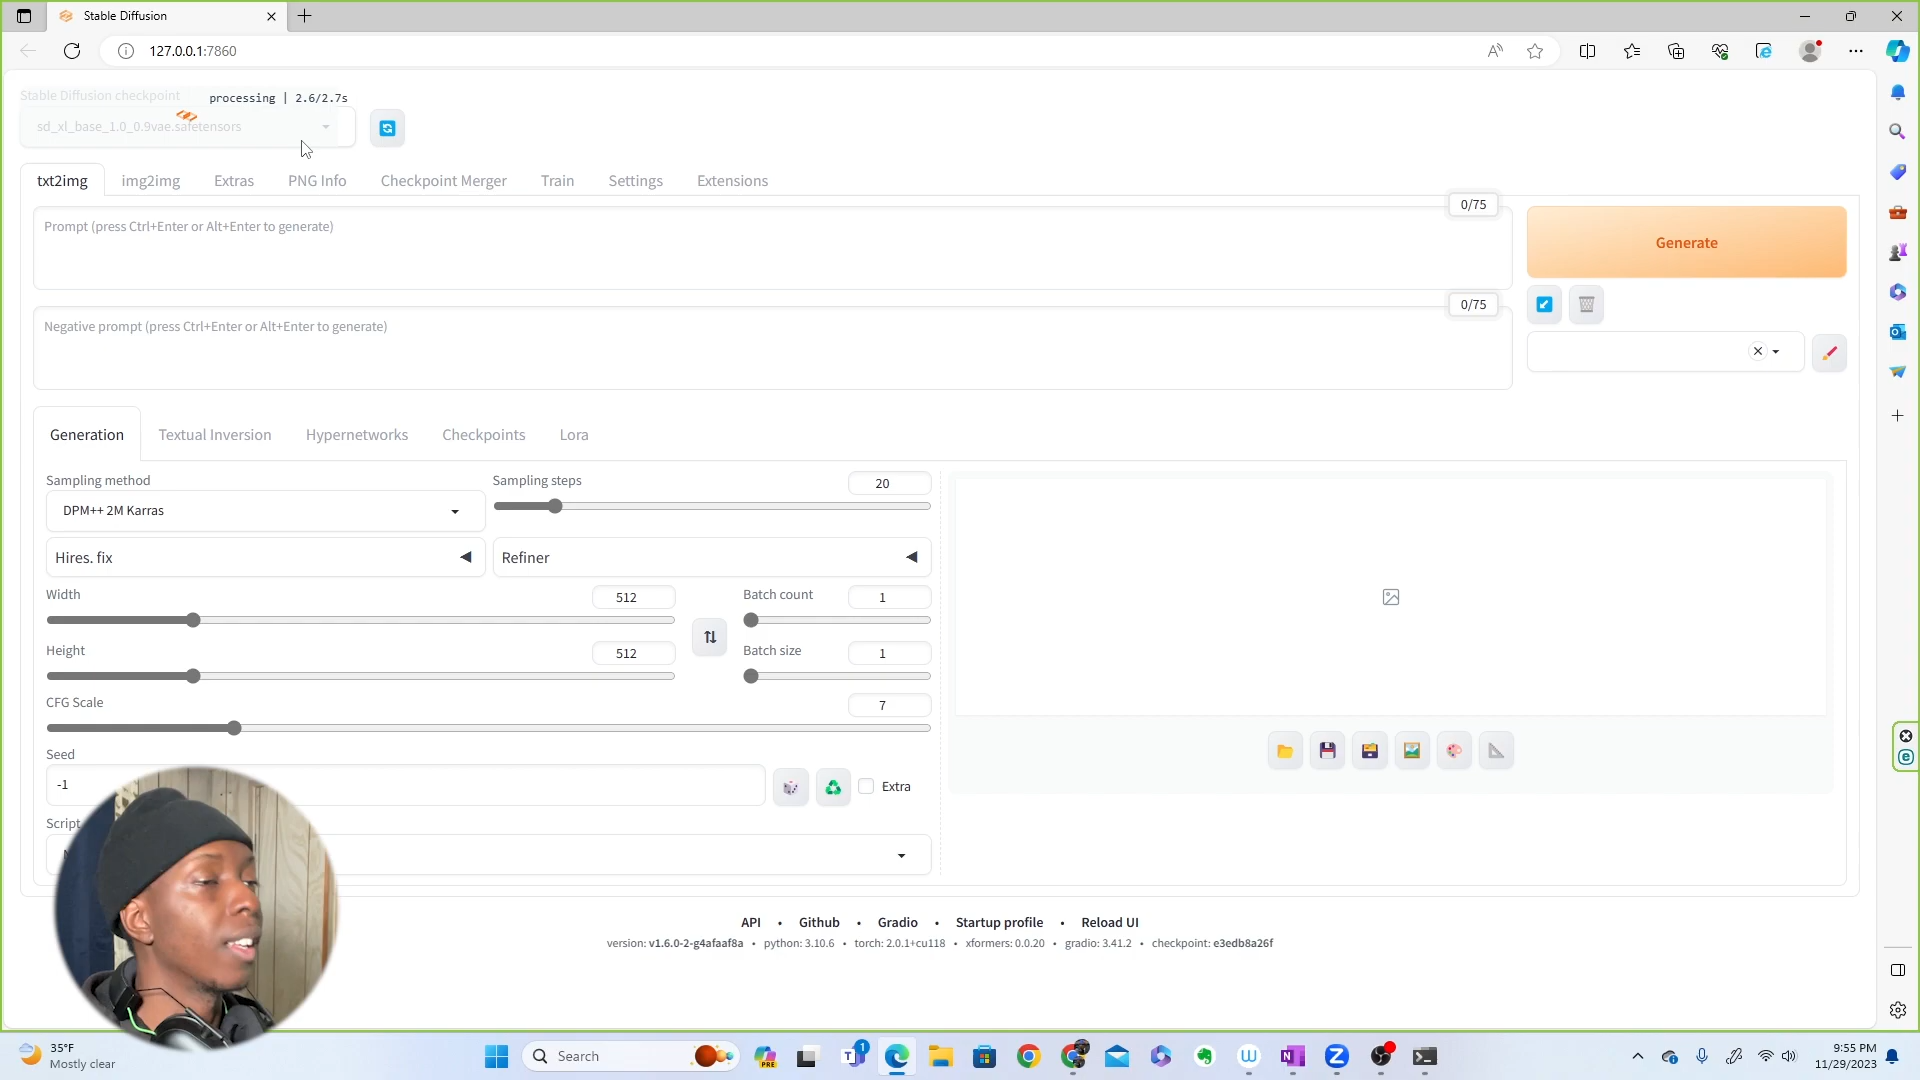 Stable Diffusion
127.0.0.1:7860
Stable Diffusion checkpoint
processing | 2.6/2.7s
sd_xl_base_1.0_0.9vae.safetensors
txt2img img2img Extras PNG Info Checkpoint Merger Train Settings Extensions
0/75
Prompt (press Ctrl+Enter or Alt+Enter to generate)
Generate
0/75
Negative prompt (press Ctrl+Enter or Alt+Enter to generate)
Generation Textual Inversion Hypernetworks Checkpoints Lora
Sampling method
Sampling steps 20
DPM++ 2M Karras
Hires. fix
Refiner
Width 512
Batch count 1
Height 512
Batch size 1
CFG Scale 7
Seed
-1
Extra
Script
API • Github • Gradio • Startup profile • Reload UI
version: v1.6.0-2-g4afaaf8a • python: 3.10.6 • torch: 2.0.1+cu118 • xformers: 0.0.20 • gradio: 3.41.2 • checkpoint: e3edb8a26f
35°F
Mostly clear
Search
PRE
1
9:55 PM
11/29/2023